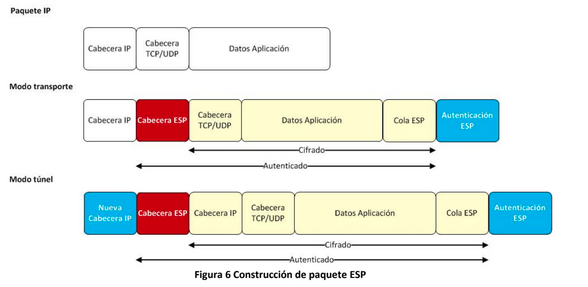 Paquete IP
Cabecera IP
Cabecera
TCP/UDP
Datos Aplicación
Modo transporte
Cabecera IP
Cabecera ESP
Cabecera
TCP/UDP
Datos Aplicación
Cola ESP
Autenticación
ESP
Cifrado
Autenticado
Modo túnel
Nueva
Cabecera IP
Cabecera ESP
Cabecera IP
Cabecera
TCP/UDP
Datos Aplicación
Cola ESP
Autenticación
ESP
Cifrado
Autenticado
Figura 6 Construcción de paquete ESP